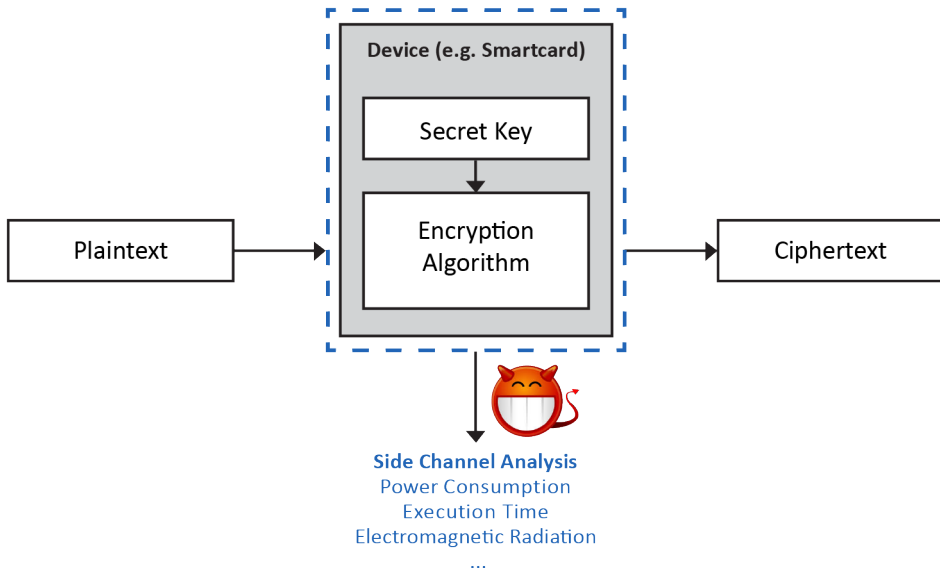 Device (e.g. Smartcard)
Secret Key
Encryption
Algorithm
Plaintext
Ciphertext
Side Channel Analysis
Power Consumption
Execution Time
Electromagnetic Radiation
...